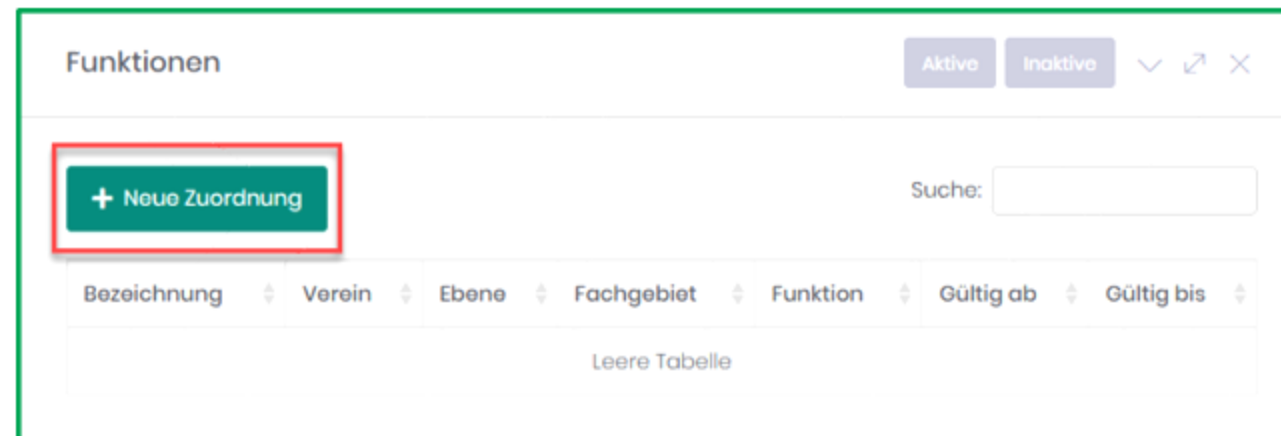 Funktionen Aktive Inaktive
+ Neue Zuordnung Suche:
Bezeichnung Verein Ebene Fachgebiet Funktion Gültig ab Gültig bis
Leere Tabelle